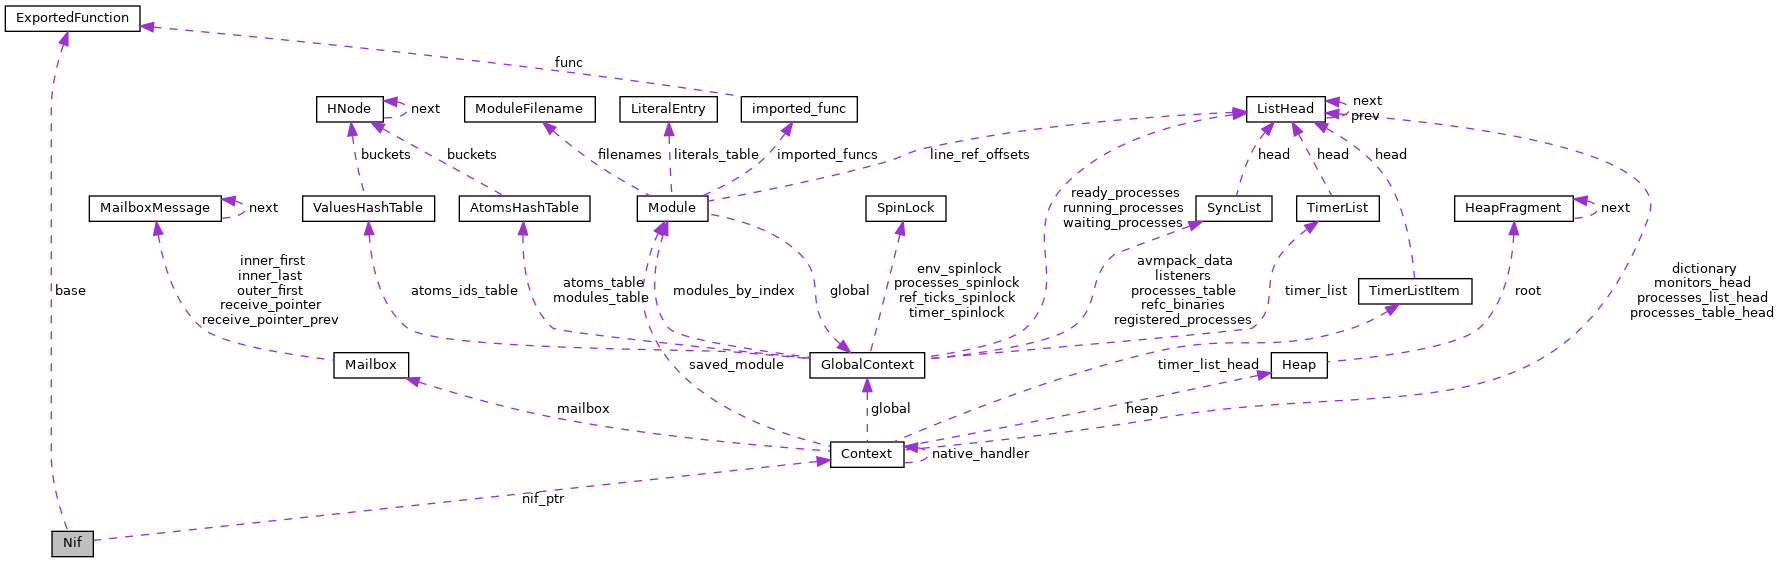 ExportedFunction
func
HNode
next
ModuleFilename
LiteralEntry
imported_func
ListHead
next
prev
buckets
buckets
filenames
literals_table
imported_funcs
line_ref_offsets
head
head
head
MailboxMessage
next
ValuesHashTable
AtomsHashTable
Module
SpinLock
ready_processes
running_processes
waiting_processes
SyncList
TimerList
HeapFragment
next
inner_first
inner_last
outer_first
receive_pointer
receive_pointer_prev
base
atoms_ids_table
atoms_table
modules_table
modules_by_index
global
env_spinlock
processes_spinlock
ref_ticks_spinlock
timer_spinlock
avmpack_data
listeners
processes_table
refc_binaries
registered_processes
timer_list
TimerListItem
root
dictionary
monitors_head
processes_list_head
processes_table_head
Mailbox
saved_module
GlobalContext
timer_list_head
Heap
mailbox
global
heap
Context
native_handler
nif_ptr
Nif